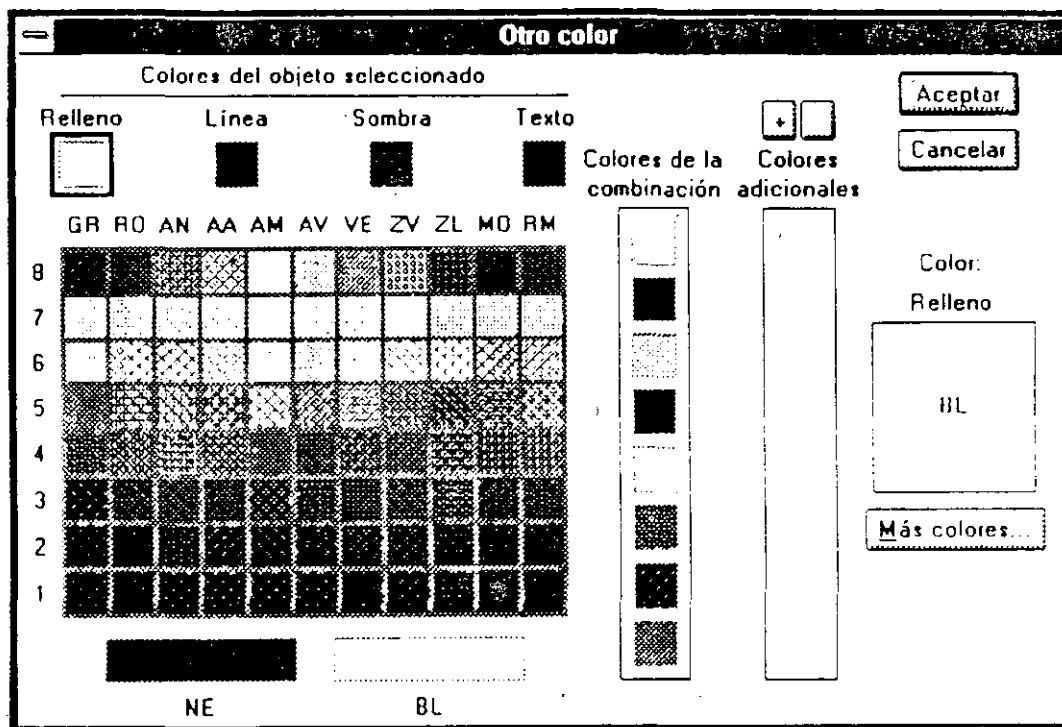 Otro color
Colores del objeto seleccionado
Relleno Línea Sombra Texto
GR RO AN AA AM AV VE ZV ZL MO RM
8
7
6
5
4
3
2
1
NE BL
Colores de la combinación
+
Colores adicionales
Aceptar
Cancelar
Color:
Relleno
BL
Más colores...